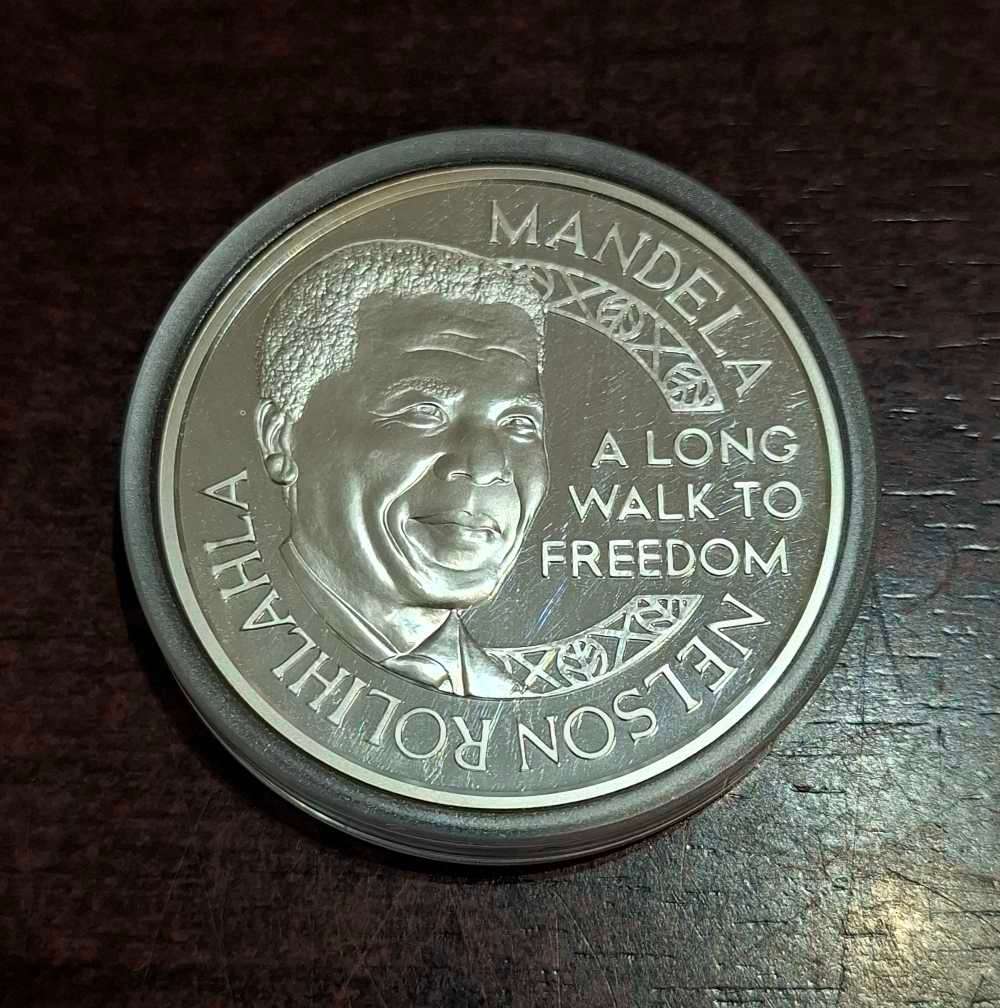 MANDELA
A LONG
WALK TO
FREEDOM
NELSON ROLIHLAHLA